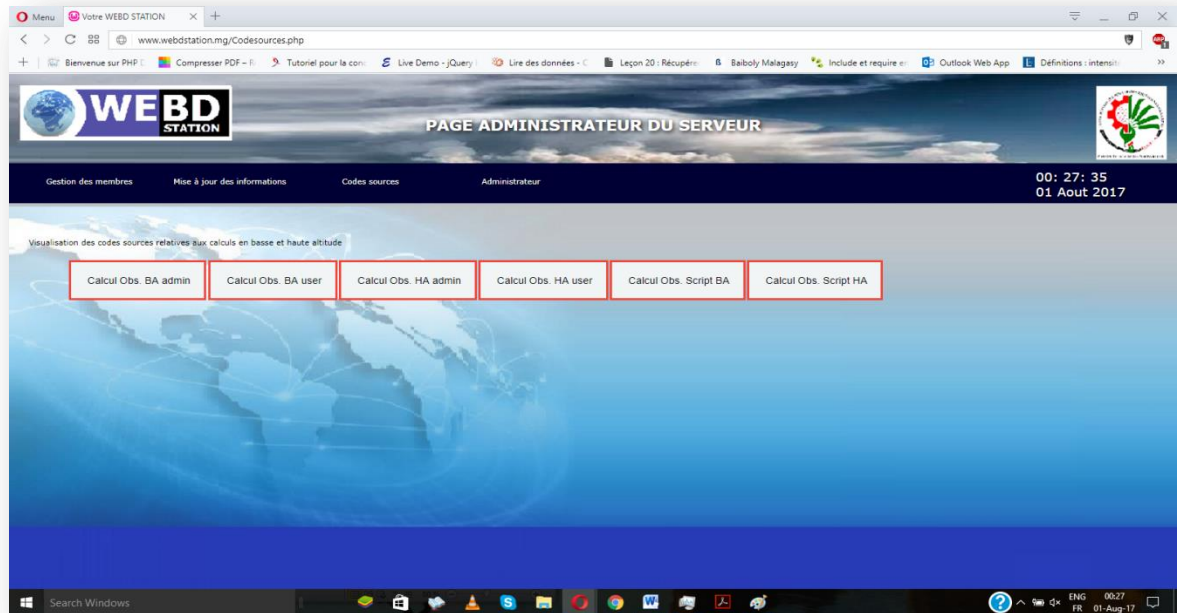 Menu
Votre WEBD STATION
www.webdstation.mg/Codesources.php
Bienvenue sur PHP
Compresser PDF –
Tutoriel pour la con
Live Demo - jQuery
Lire des données - C
Leçon 20 : Récupére
Baiboly Malagasy
Include et require e
Outlook Web App
Définitions : intensit
WEBD
STATION
PAGE ADMINISTRATEUR DU SERVEUR
Gestion des membres
Mise à jour des informations
Codes sources
Administrateur
00: 27: 35
01 Aout 2017
Visualisation des codes sources relatives aux calculs en basse et haute altitude
Calcul Obs. BA admin
Calcul Obs. BA user
Calcul Obs. HA admin
Calcul Obs. HA user
Calcul Obs. Script BA
Calcul Obs. Script HA
Search Windows
ENG
FR
00:27
01-Aug-17